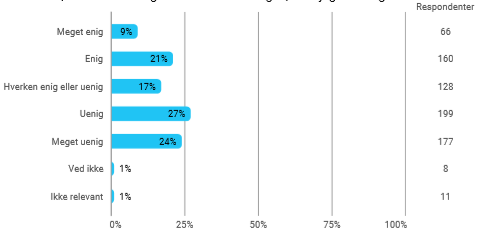 Respondenter
Meget enig 9% 66
Enig 21% 160
Hverken enig eller uenig 17% 128
Uenig 27% 199
Meget uenig 24% 177
Ved ikke 1% 8
Ikke relevant 1% 11
0% 25% 50% 75% 100%